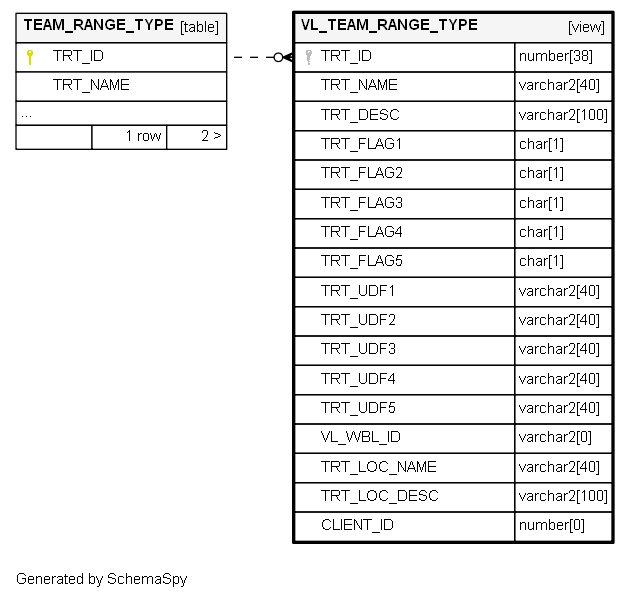 TEAM_RANGE_TYPE [table]
TRT_ID
TRT_NAME
...
1 row 2 >
VL_TEAM_RANGE_TYPE [view]
TRT_ID number[38]
TRT_NAME varchar2[40]
TRT_DESC varchar2[100]
TRT_FLAG1 char[1]
TRT_FLAG2 char[1]
TRT_FLAG3 char[1]
TRT_FLAG4 char[1]
TRT_FLAG5 char[1]
TRT_UDF1 varchar2[40]
TRT_UDF2 varchar2[40]
TRT_UDF3 varchar2[40]
TRT_UDF4 varchar2[40]
TRT_UDF5 varchar2[40]
VL_WBL_ID varchar2[0]
TRT_LOC_NAME varchar2[40]
TRT_LOC_DESC varchar2[100]
CLIENT_ID number[0]
Generated by SchemaSpy